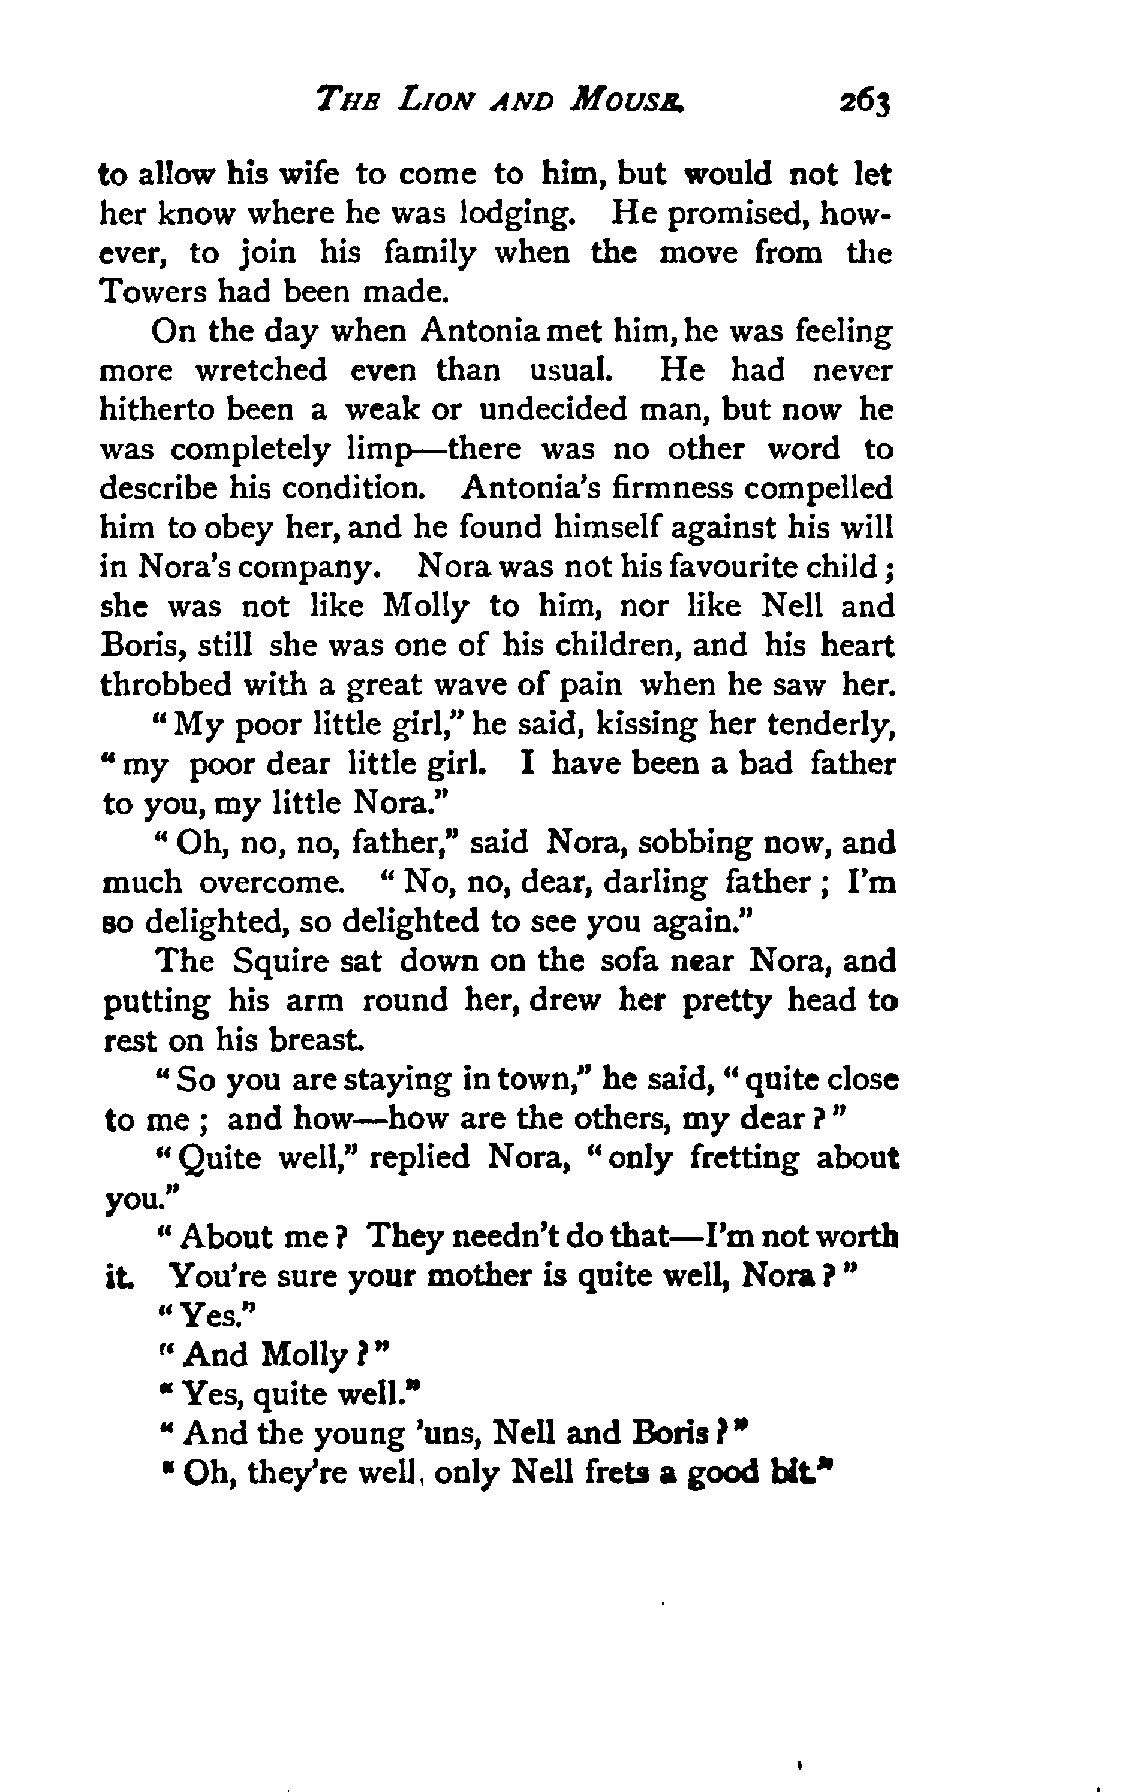 THE LION AND MOUSE. 263
to allow his wife to come to him, but would not let
her know where he was lodging. He promised, how-
ever, to join his family when the move from the
Towers had been made.
On the day when Antonia met him, he was feeling
more wretched even than usual. He had never
hitherto been a weak or undecided man, but now he
was completely limp—there was no other word to
describe his condition. Antonia's firmness compelled
him to obey her, and he found himself against his will
in Nora's company. Nora was not his favourite child;
she was not like Molly to him, nor like Nell and
Boris, still she was one of his children, and his heart
throbbed with a great wave of pain when he saw her.
"My poor little girl," he said, kissing her tenderly,
"my poor dear little girl. I have been a bad father
to you, my little Nora."
"Oh, no, no, father," said Nora, sobbing now, and
much overcome. "No, no, dear, darling father; I'm
so delighted, so delighted to see you again."
The Squire sat down on the sofa near Nora, and
putting his arm round her, drew her pretty head to
rest on his breast.
"So you are staying in town," he said, "quite close
to me; and how—how are the others, my dear?"
"Quite well," replied Nora, "only fretting about
you."
"About me? They needn't do that—I'm not worth
it. You're sure your mother is quite well, Nora?"
"Yes."
"And Molly?"
"Yes, quite well."
"And the young 'uns, Nell and Boris?"
"Oh, they're well, only Nell frets a good bit."